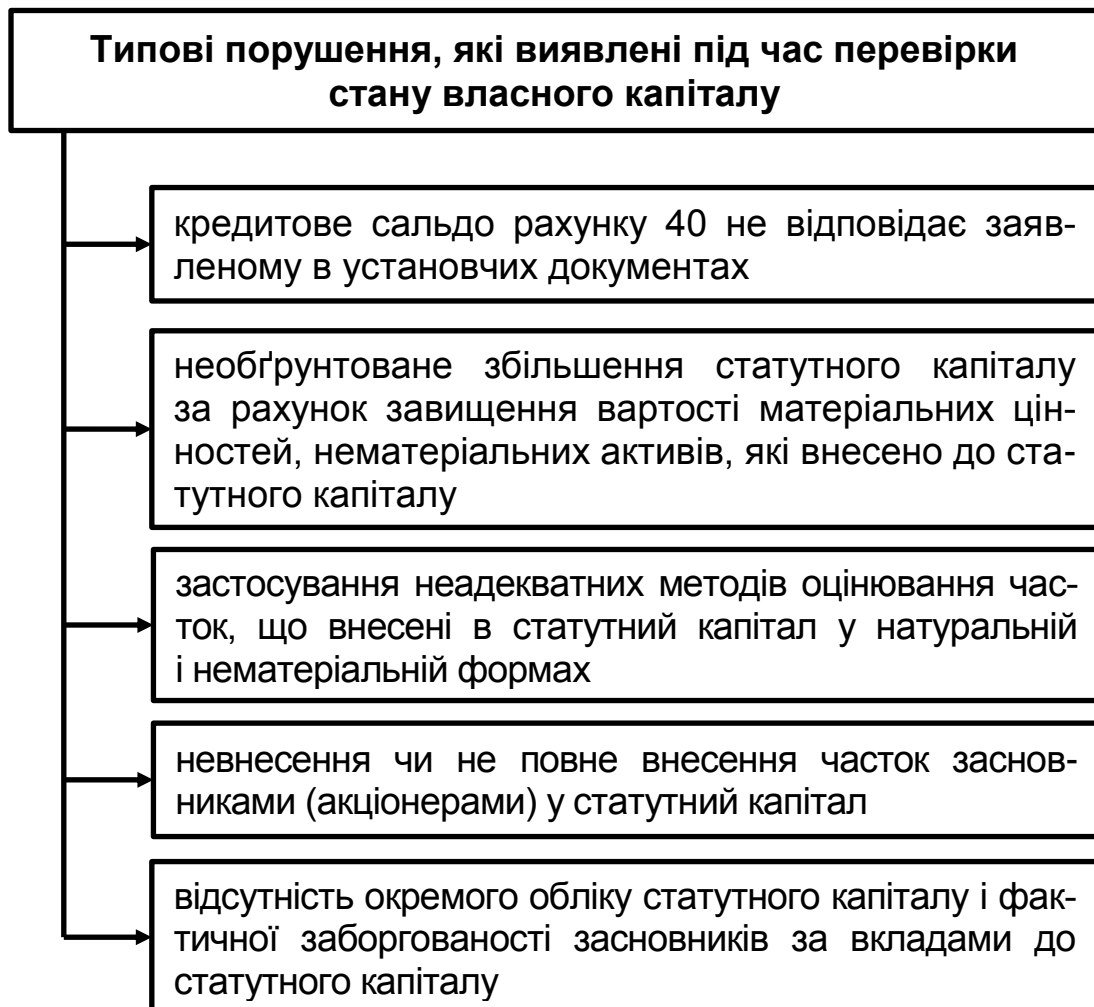 Типові порушення, які виявлені під час перевірки
стану власного капіталу
кредитове сальдо рахунку 40 не відповідає заяв-
леному в установчих документах
необґрунтоване збільшення статутного капіталу
за рахунок завищення вартості матеріальних цін-
ностей, нематеріальних активів, які внесено до ста-
тутного капіталу
застосування неадекватних методів оцінювання час-
ток, що внесені в статутний капітал у натуральній
і нематеріальній формах
невнесення чи не повне внесення часток заснов-
никами (акціонерами) у статутний капітал
відсутність окремого обліку статутного капіталу і фак-
тичної заборгованості засновників за вкладами до
статутного капіталу